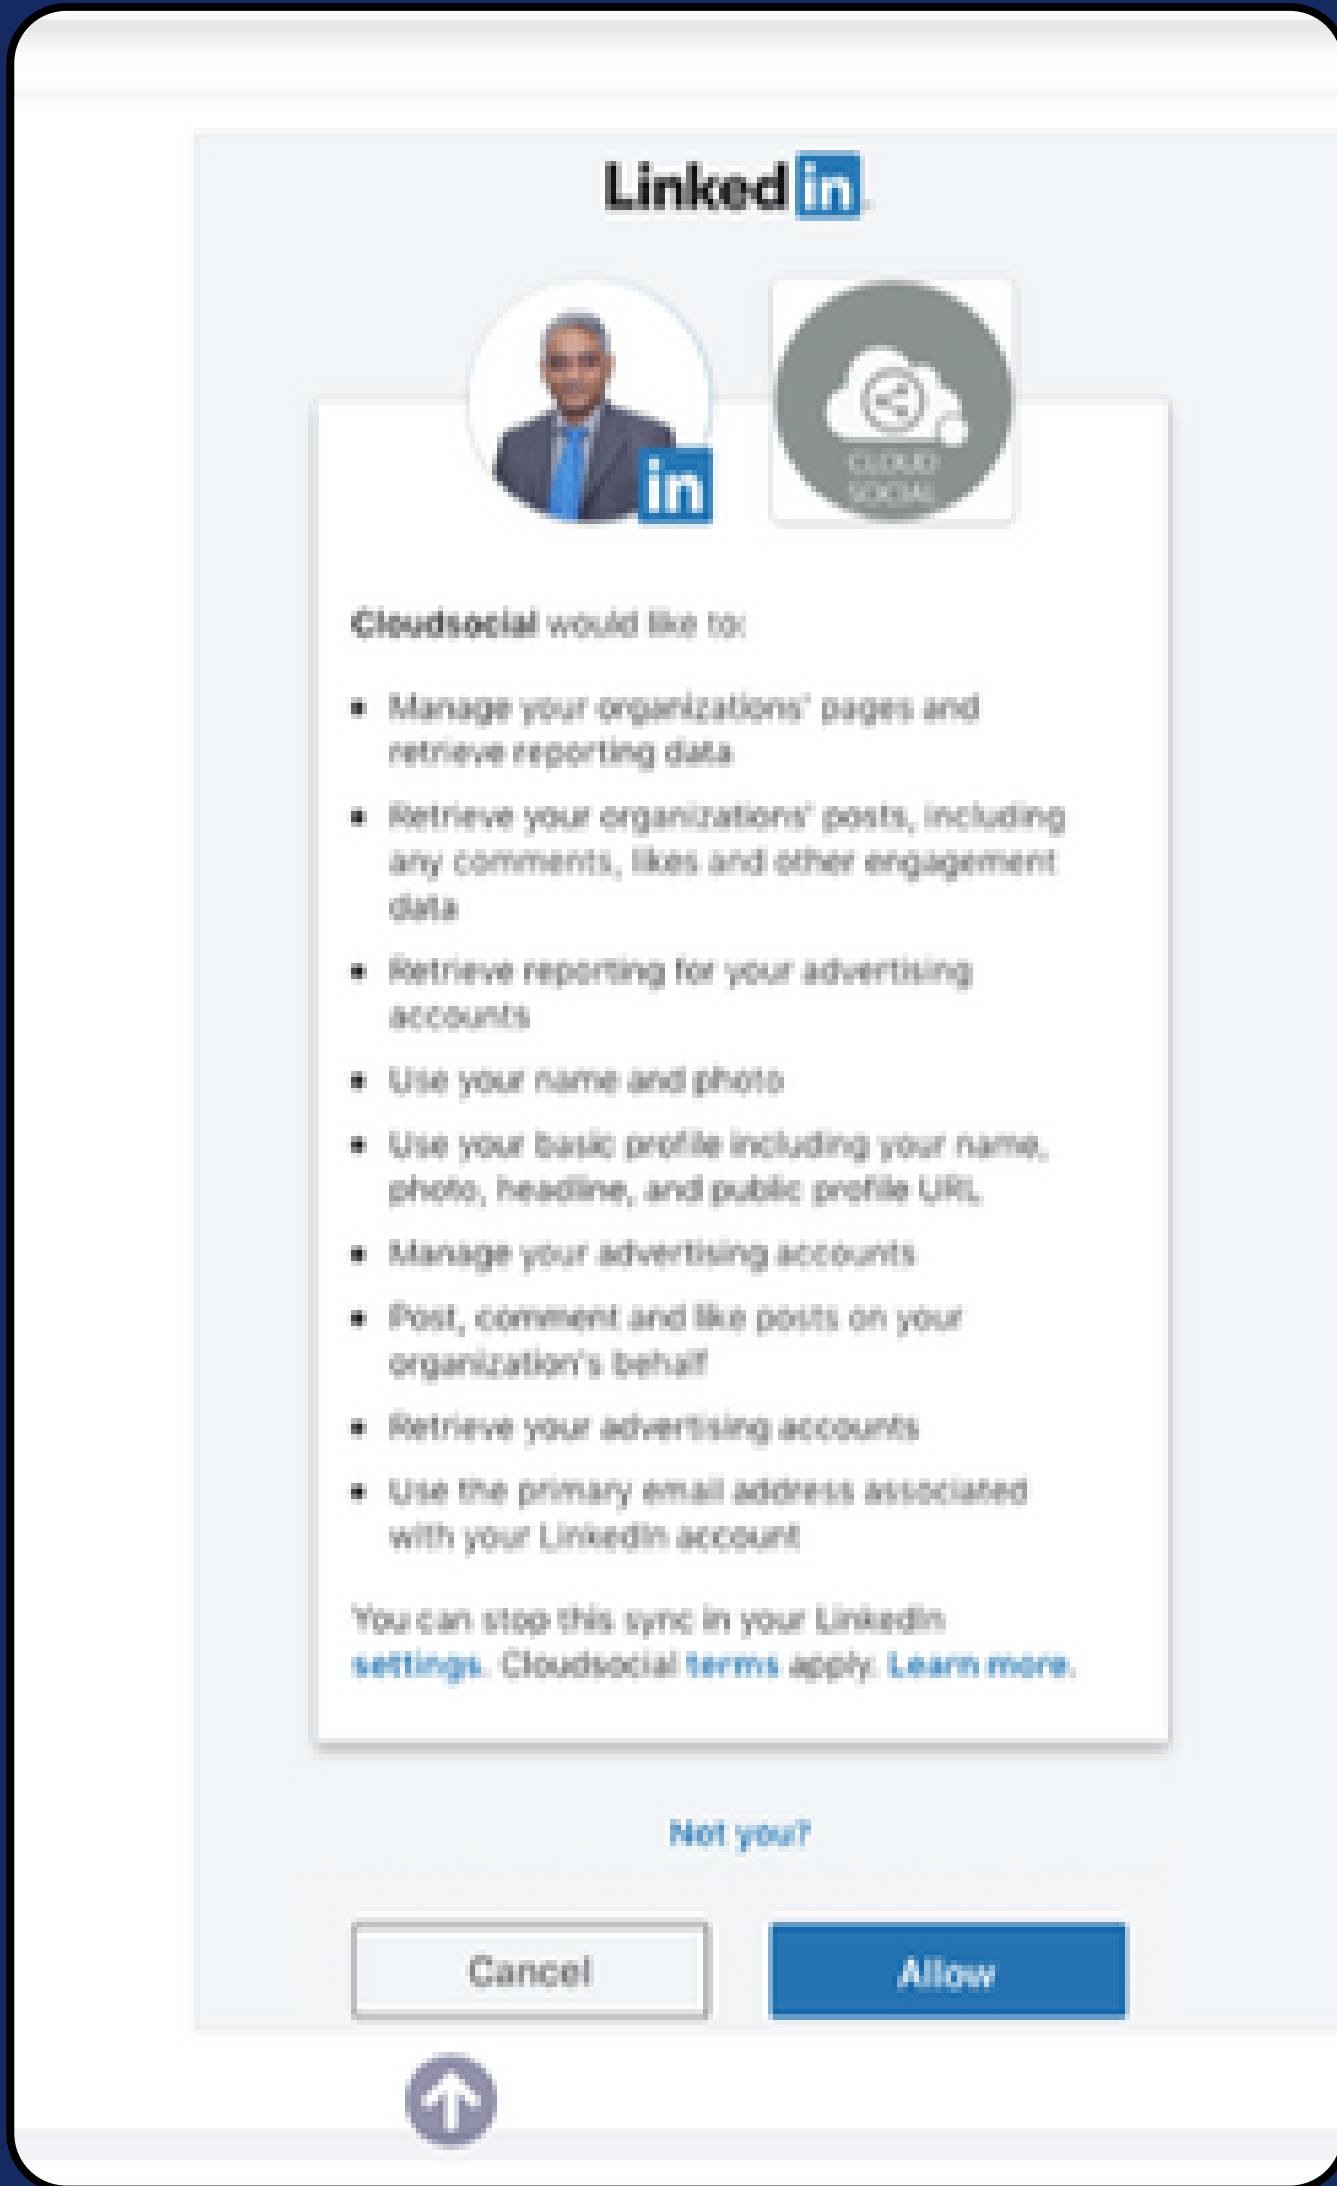 Linked in
in
CLOUD
SOCIAL
Cloudsocial would like to:
• Manage your organizations' pages and
retrieve reporting data
• Retrieve your organizations' posts, including
any comments, likes and other engagement
data
• Retrieve reporting for your advertising
accounts
• Use your name and photo
• Use your basic profile including your name,
photo, headline, and public profile URL
• Manage your advertising accounts
• Post, comment and like posts on your
organization's behalf
• Retrieve your advertising accounts
• Use the primary email address associated
with your LinkedIn account
You can stop this sync in your LinkedIn
settings. Cloudsocial terms apply. Learn more.
Not you?
Cancel Allow